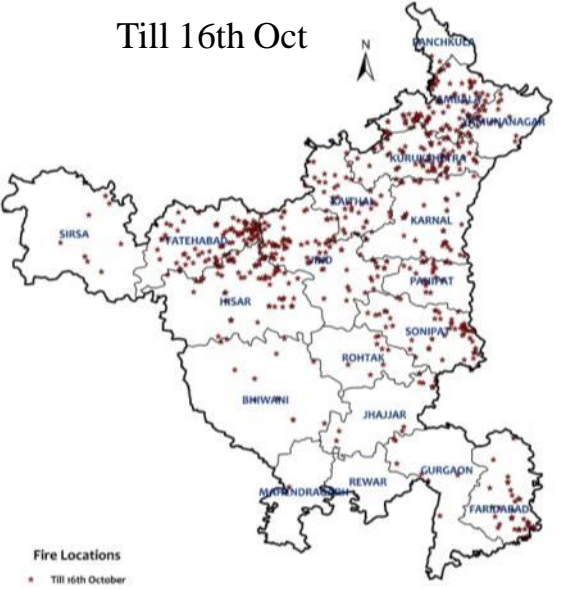 Till 16th Oct
N
PANCHKULA
AMBALA
YAMUNANAGAR
KURUKSHETRA
KAITHAL
KARNAL
SIRSA
FATEHABAD
JIND
PANIPAT
HISAR
SONIPAT
ROHTAK
BHIWANI
JHAJJAR
GURGAON
REWAR
MAHENDRAGARH
FARIDABAD
Fire Locations
Till 16th October